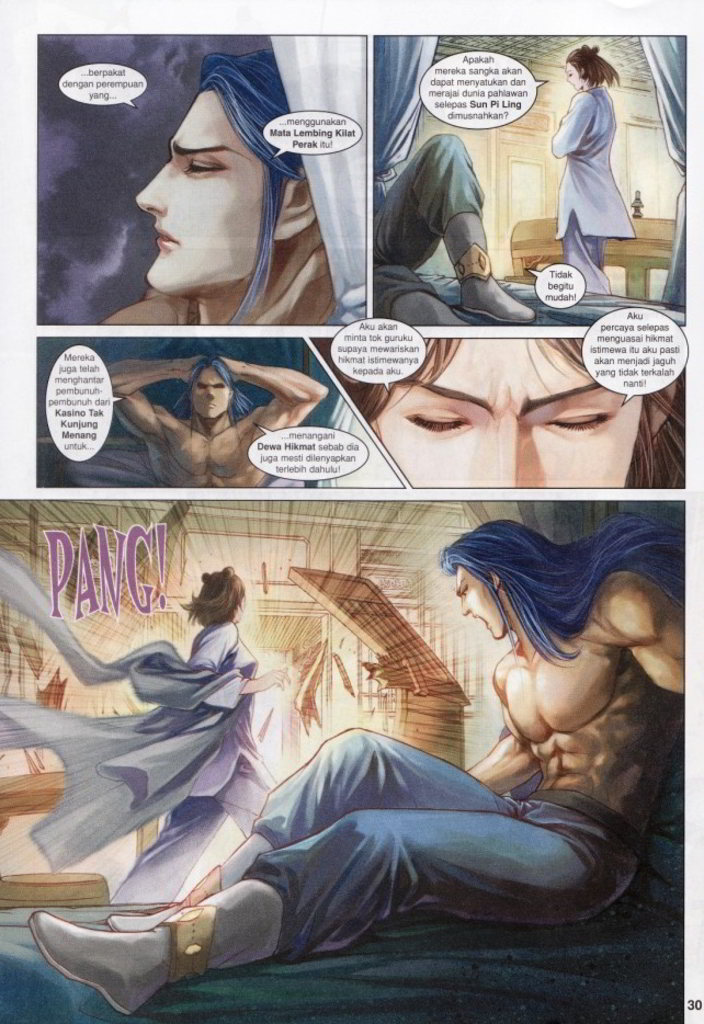 ...berpakat
dengan perempuan
yang...
...menggunakan
Mata Lembing Kilat
Perak itu!
Apakah
mereka sangka akan
dapat menyatukan dan
merajai dunia pahlawan
selepas Sun Pi Ling
dimusnahkan?
Tidak
begitu
mudah!
Mereka
juga telah
menghantar
pembunuh-
pembunuh dari
Kasino Tak
Kunjung
Menang
untuk...
...menangani
Dewa Hikmat sebab dia
juga mesti dilenyapkan
terlebih dahulu!
Aku akan
minta tok guruku
supaya mewariskan
hikmat istimewanya
kepada aku.
Aku
percaya selepas
menguasai hikmat
istimewa itu aku pasti
akan menjadi jaguh
yang tidak terkalah
nanti!
PANG!
30